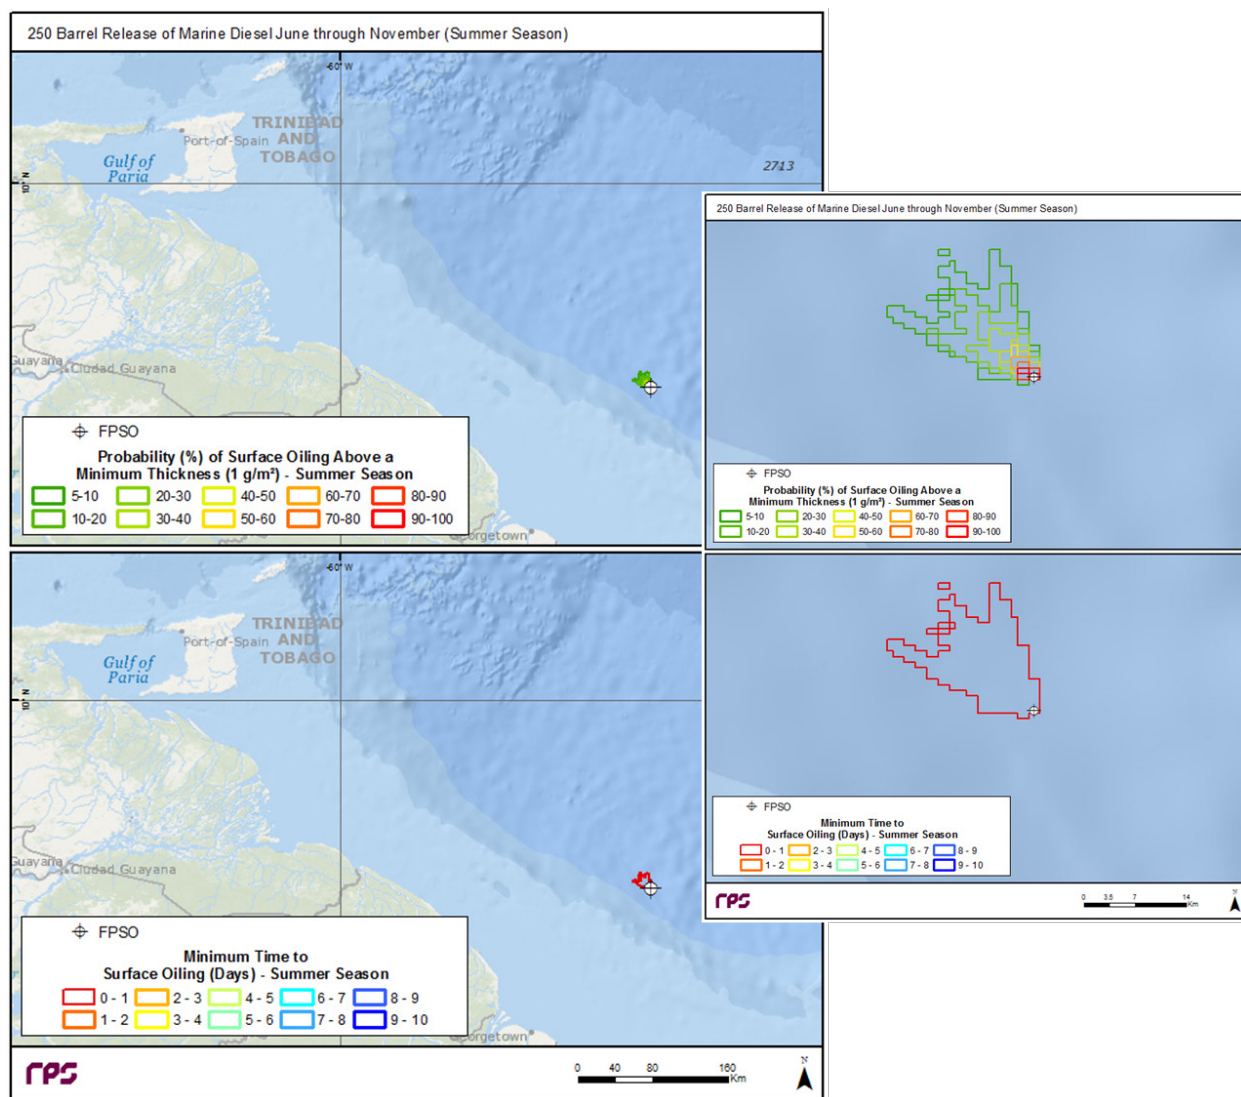 250 Barrel Release of Marine Diesel June through November (Summer Season)
-60° W
TRINIDAD
AND
TOBAGO
Port-of-Spain
Gulf of
Paria
10° N
2713
Guayana
Ciudad Guayana
FPSO
Probability (%) of Surface Oiling Above a
Minimum Thickness (1 g/m²) - Summer Season
5-10 20-30 40-50 60-70 80-90
10-20 30-40 50-60 70-80 90-100
eorgetown
250 Barrel Release of Marine Diesel June through November (Summer Season)
FPSO
Probability (%) of Surface Oiling Above a
Minimum Thickness (1 g/m²) - Summer Season
5-10 20-30 40-50 60-70 80-90
10-20 30-40 50-60 70-80 90-100
-60° W
TRINIDAD
AND
TOBAGO
Port-of-Spain
Gulf of
Paria
10° N
Guayana
Ciudad Guayana
FPSO
Minimum Time to
Surface Oiling (Days) - Summer Season
0 - 1 2 - 3 4 - 5 6 - 7 8 - 9
1 - 2 3 - 4 5 - 6 7 - 8 9 - 10
eorgetown
rps
0 40 80 160
Km
N
FPSO
Minimum Time to
Surface Oiling (Days) - Summer Season
0 - 1 2 - 3 4 - 5 6 - 7 8 - 9
1 - 2 3 - 4 5 - 6 7 - 8 9 - 10
rps
0 3.5 7 14
Km
N